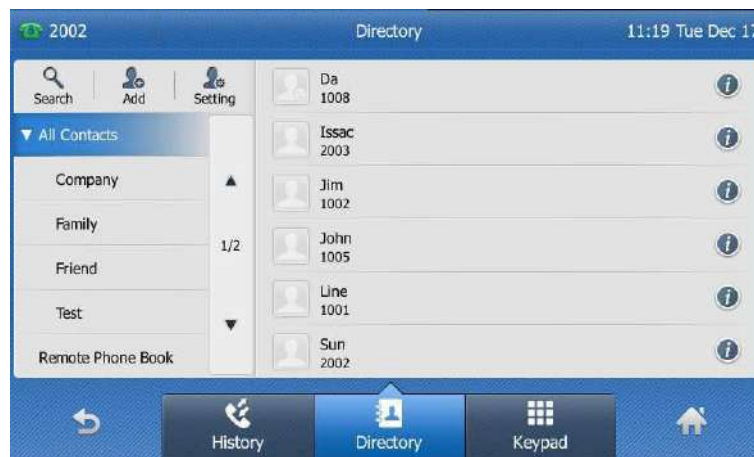 2002
Directory
11:19 Tue Dec 17
Search
Add
Setting
All Contacts
Company
Family
1/2
Friend
Test
Remote Phone Book
Da
1008
Issac
2003
Jim
1002
John
1005
Line
1001
Sun
2002
History
Directory
Keypad